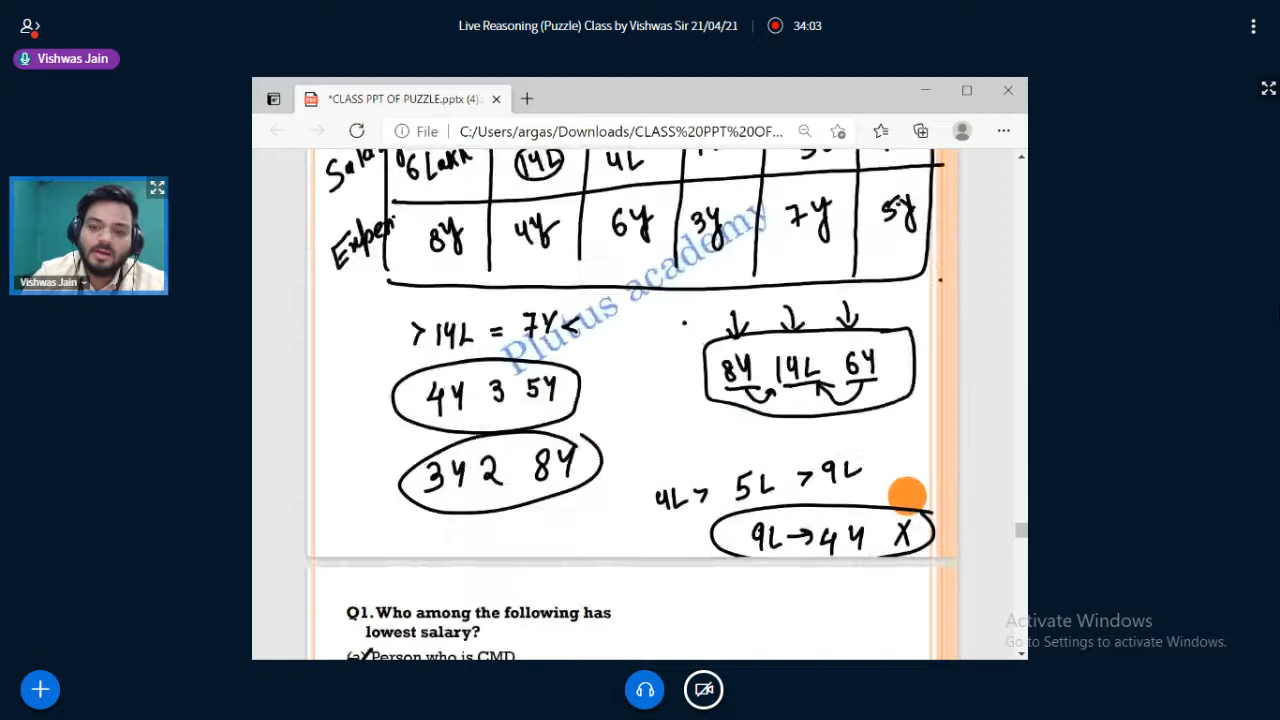 Live Reasoning (Puzzle) Class by Vishwas Sir 21/04/21
34:03
Vishwas Jain
*CLASS PPT OF PUZZLE.pptx (4).
File C:/Users/argas/Downloads/CLASS%20PPT%20OF...
6 Lakh 14L 4L
Experi 8y 4y 6y 3y 7y 5y
> 14L = 7Y <
8Y 14L 6Y
4Y 3 5Y
3Y 2 8Y
4L > 5L > 9L
9L → 4Y X
Plutus academy
Vishwas Jain
Q1. Who among the following has
lowest salary?
(a) Person who is CMD
Activate Windows
Go to Settings to activate Windows.